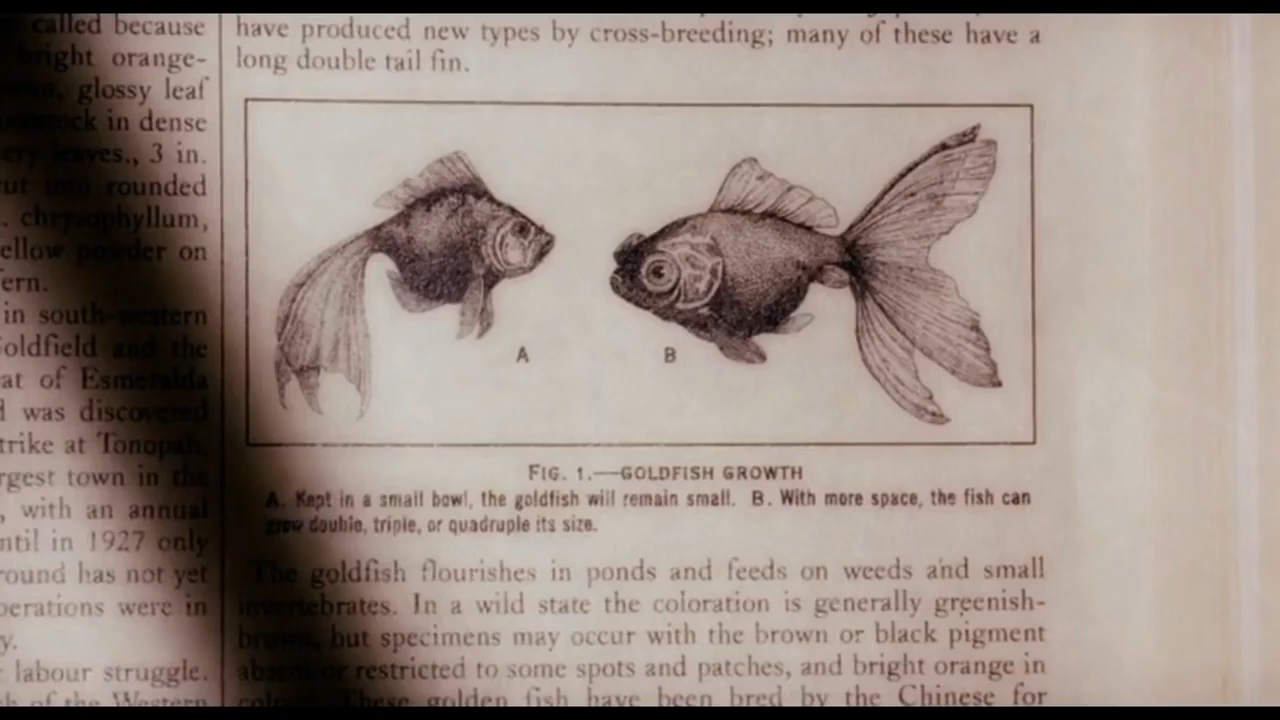 called because
bright orange-
glossy leaf
in dense
leaves., 3 in.
into rounded
. chrysophyllum,
ellow powder on
ern.
in south-western
oldfield and the
at of Esmeralda
was discovered
trike at Tonopah,
rgest town in the
, with an annual
ntil in 1927 only
round has not yet
perations were in
y.
labour struggle.
of the Western
have produced new types by cross-breeding; many of these have a
long double tail fin.
A
B
FIG. 1.—GOLDFISH GROWTH
A. Kept in a small bowl, the goldfish will remain small. B. With more space, the fish can
grow double, triple, or quadruple its size.
The goldfish flourishes in ponds and feeds on weeds and small
invertebrates. In a wild state the coloration is generally greenish-
brown, but specimens may occur with the brown or black pigment
absent or restricted to some spots and patches, and bright orange in
colour. These golden fish have been bred by the Chinese for